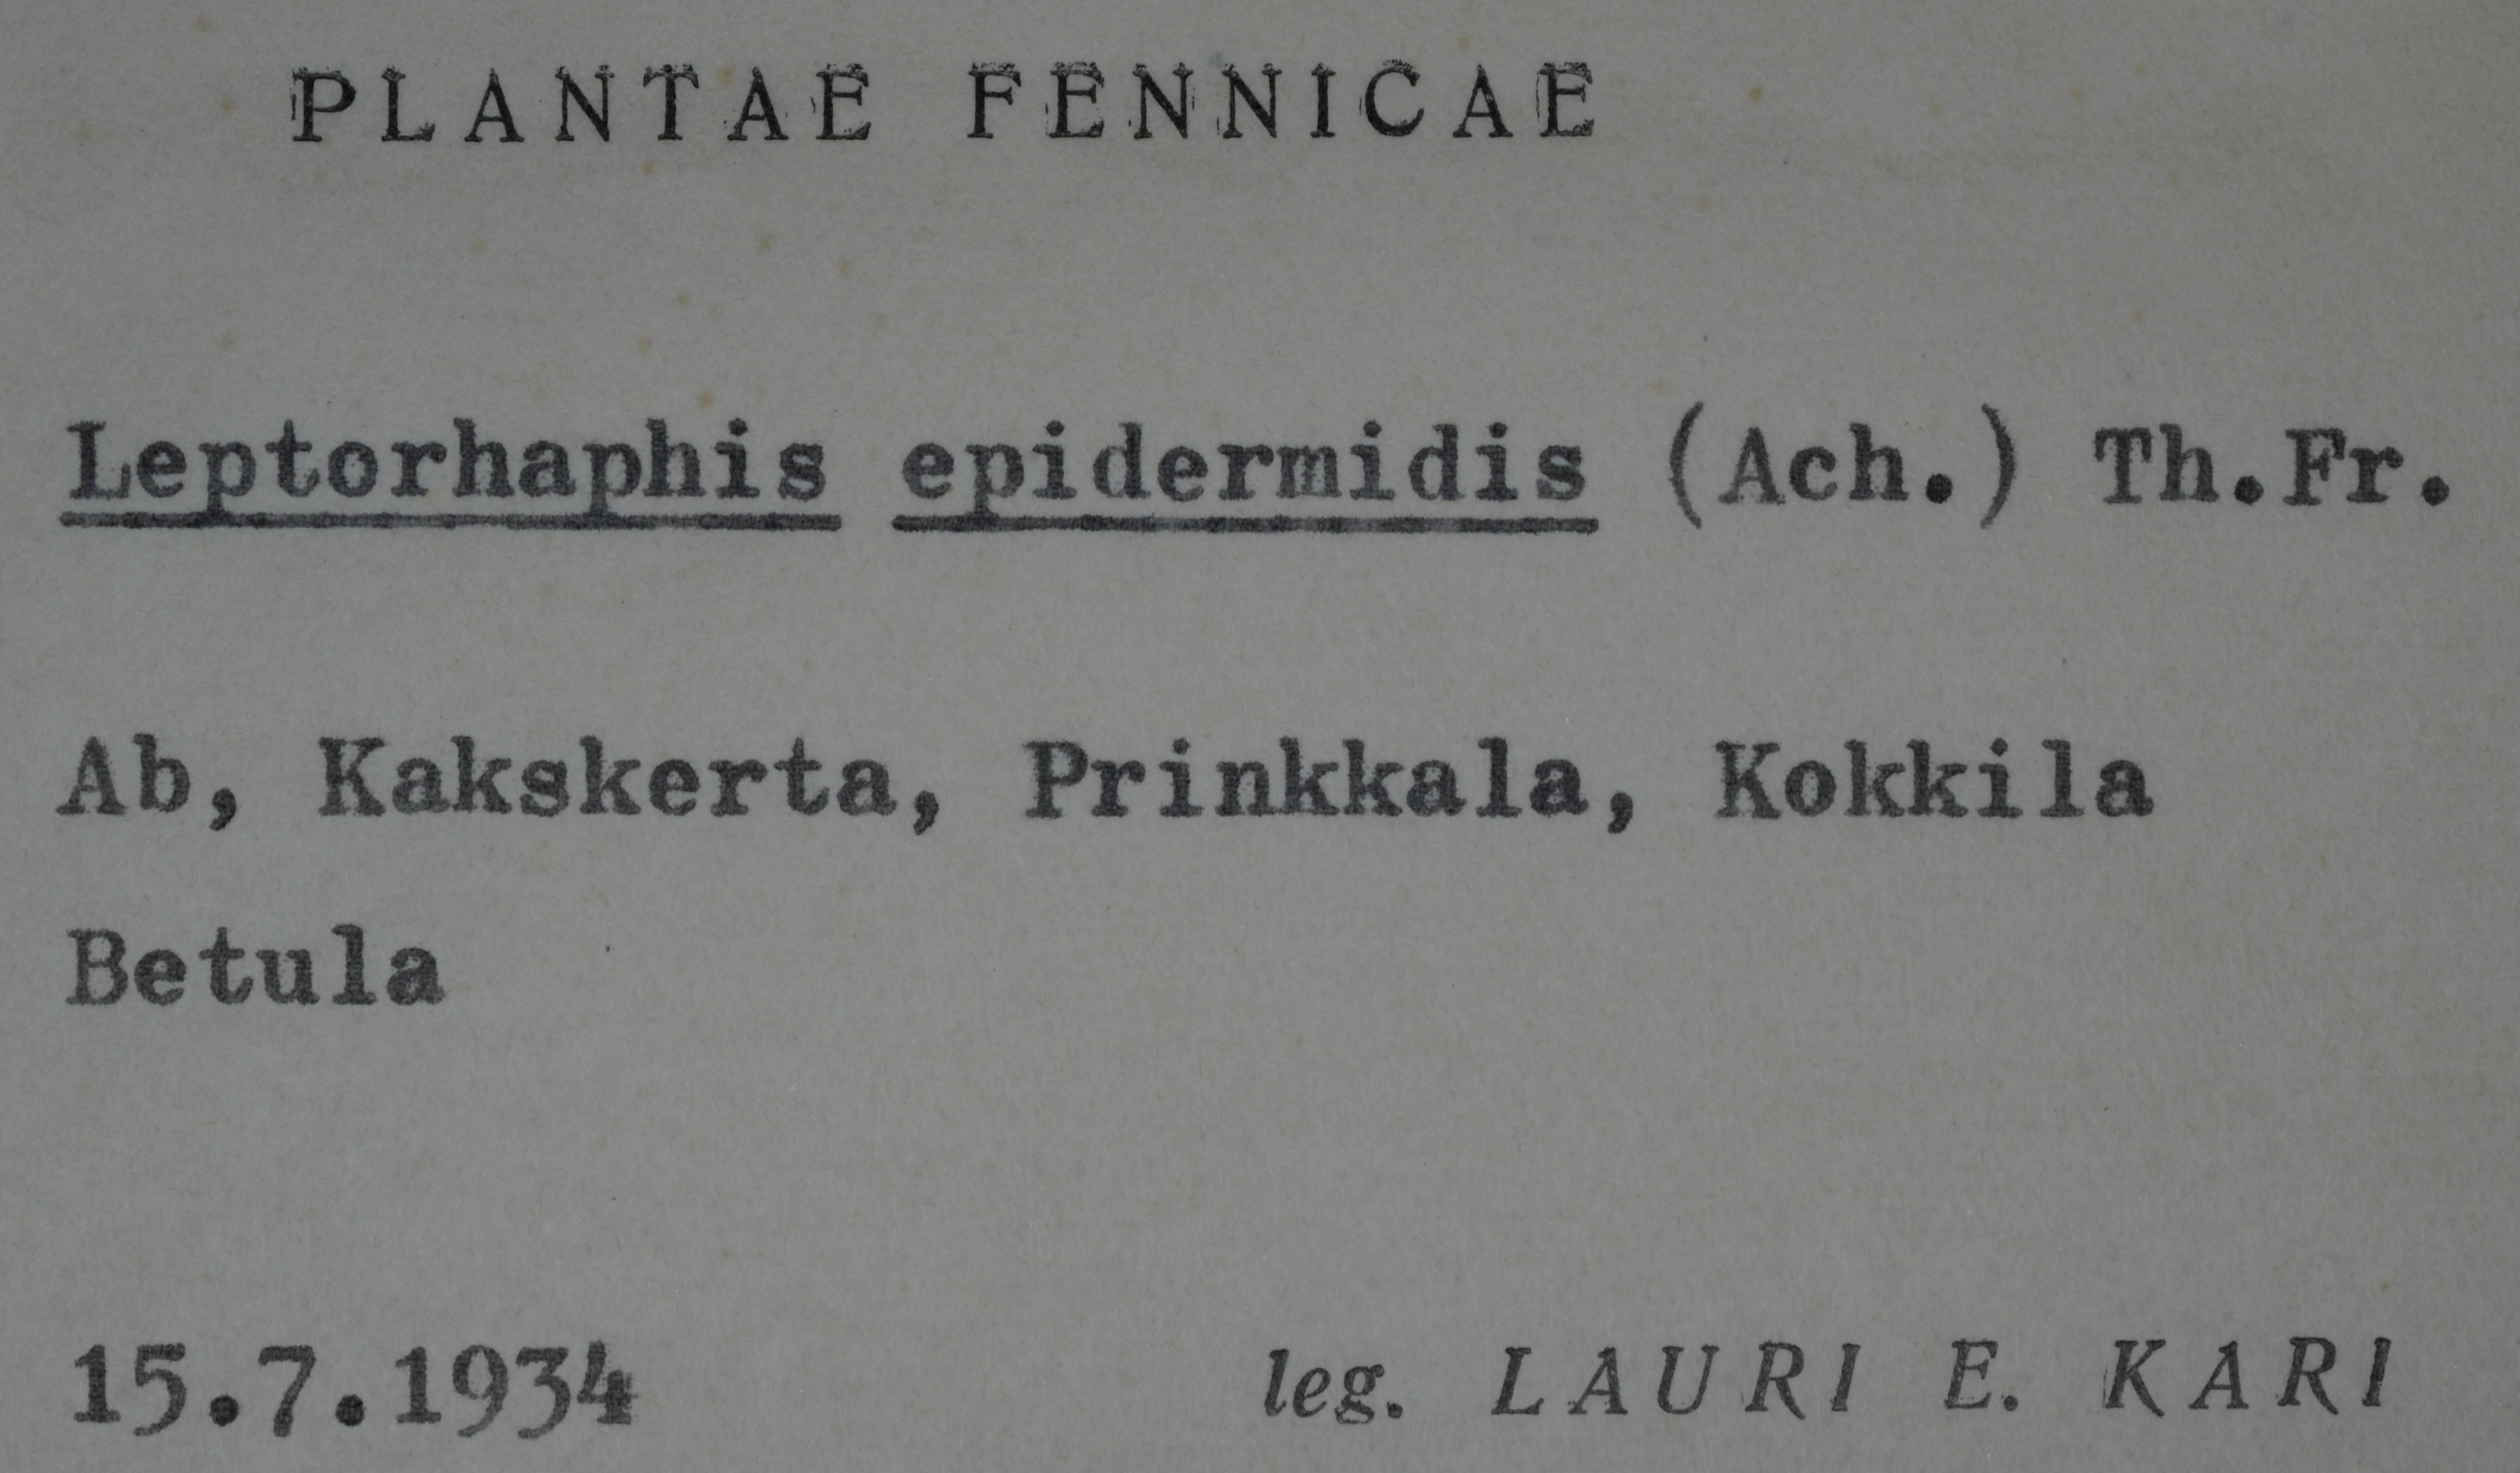 PLANTAE FENNICAE
Leptorhaphis epidermidis (Ach.) Th.Fr.
Ab, Kakskerta, Prinkkala, Kokkila
Betula
15.7.1934 leg. LAURI E. KARI